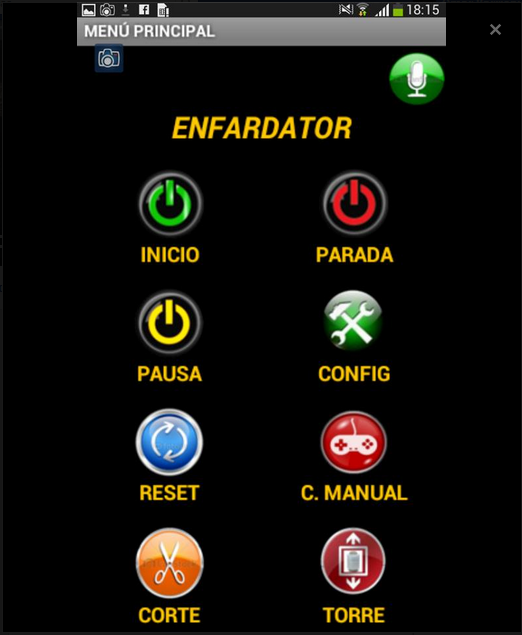 18:15
MENÚ PRINCIPAL
ENFARDATOR
INICIO PARADA
PAUSA CONFIG
RESET C. MANUAL
CORTE TORRE